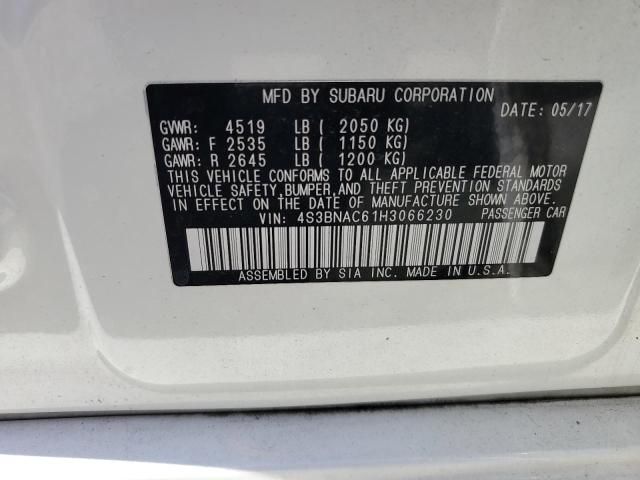 MFD BY SUBARU CORPORATION
DATE: 05/17
GVWR: 4519 LB ( 2050 KG)
GAWR: F 2535 LB ( 1150 KG)
GAWR: R 2645 LB ( 1200 KG)
THIS VEHICLE CONFORMS TO ALL APPLICABLE FEDERAL MOTOR
VEHICLE SAFETY,BUMPER,AND THEFT PREVENTION STANDARDS
IN EFFECT ON THE DATE OF MANUFACTURE SHOWN ABOVE.
VIN: 4S3BNAC61H3066230 PASSENGER CAR
ASSEMBLED BY SIA INC. MADE IN U.S.A.